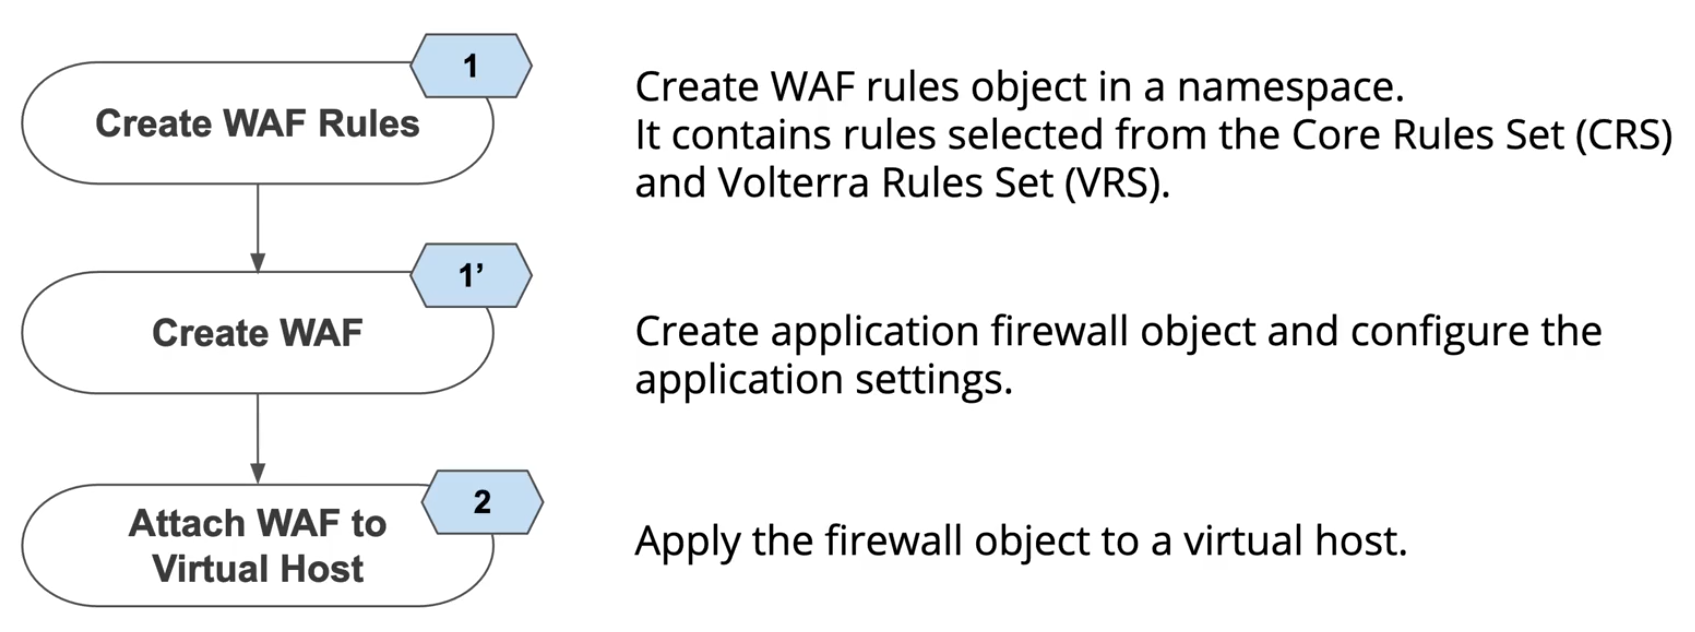 1
Create WAF Rules
Create WAF rules object in a namespace.
It contains rules selected from the Core Rules Set (CRS)
and Volterra Rules Set (VRS).
1’
Create WAF
Create application firewall object and configure the
application settings.
2
Attach WAF to
Virtual Host
Apply the firewall object to a virtual host.